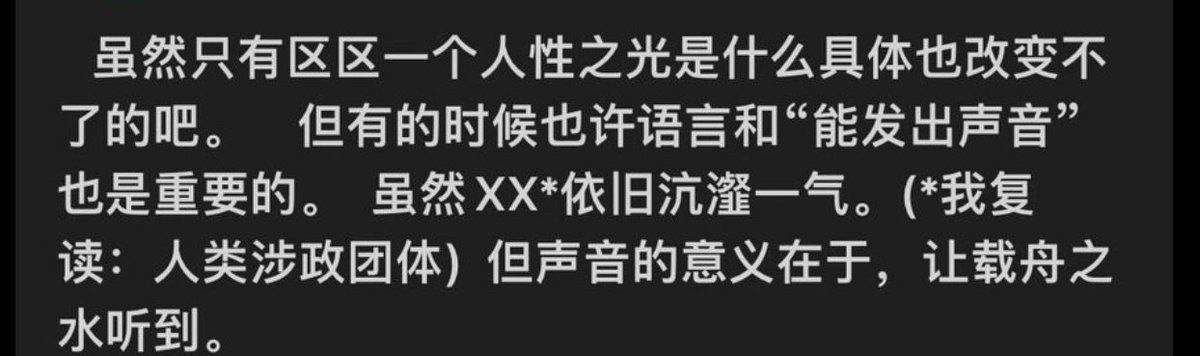 虽然只有区区一个人性之光是什么具体也改变不
了的吧。 但有的时候也许语言和“能发出声音”
也是重要的。 虽然XX*依旧沆瀣一气。(*我复
读：人类涉政团体) 但声音的意义在于，让载舟之
水听到。